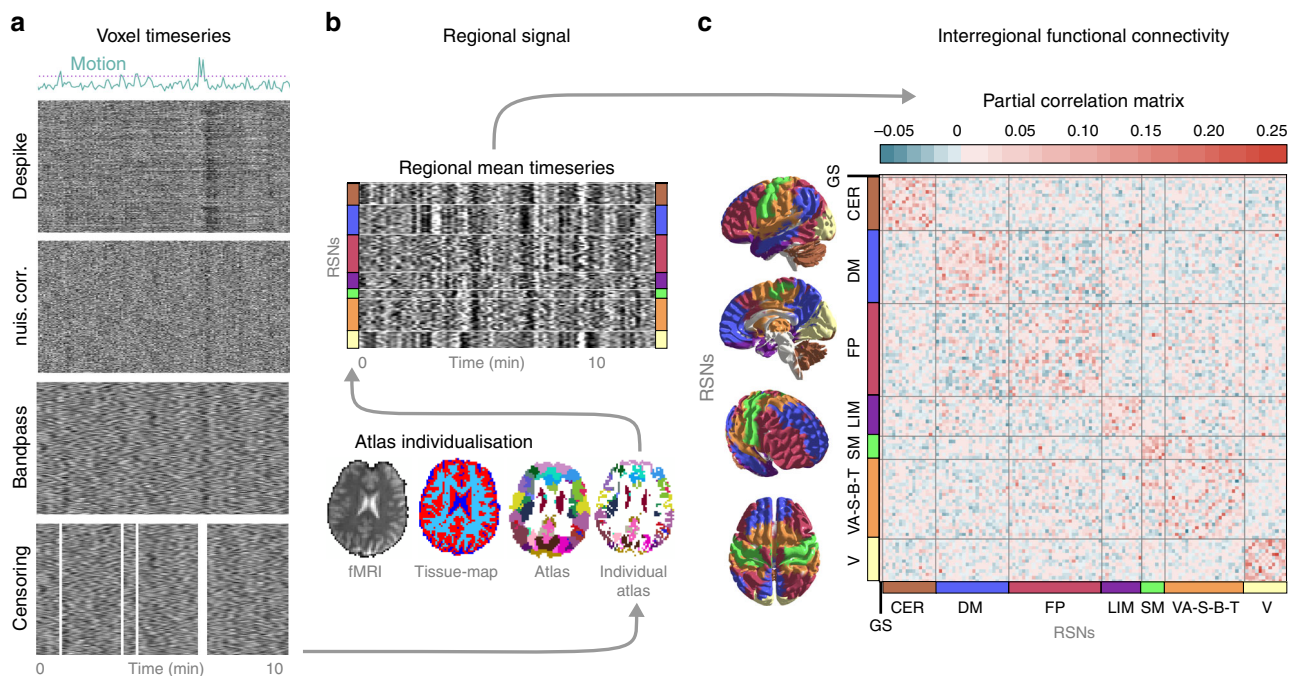 a
Voxel timeseries
Motion
Despike
nuis. corr.
Bandpass
Censoring
0 Time (min) 10
b
Regional signal
Regional mean timeseries
RSNs
0 Time (min) 10
Atlas individualisation
fMRI Tissue-map Atlas Individual
atlas
c
Interregional functional connectivity
Partial correlation matrix
–0.05 0 0.05 0.10 0.15 0.20 0.25
RSNs
GS
CER
DM
FP
LIM
SM
VA-S-B-T
V
CER DM FP LIM SM VA-S-B-T V
GS
RSNs